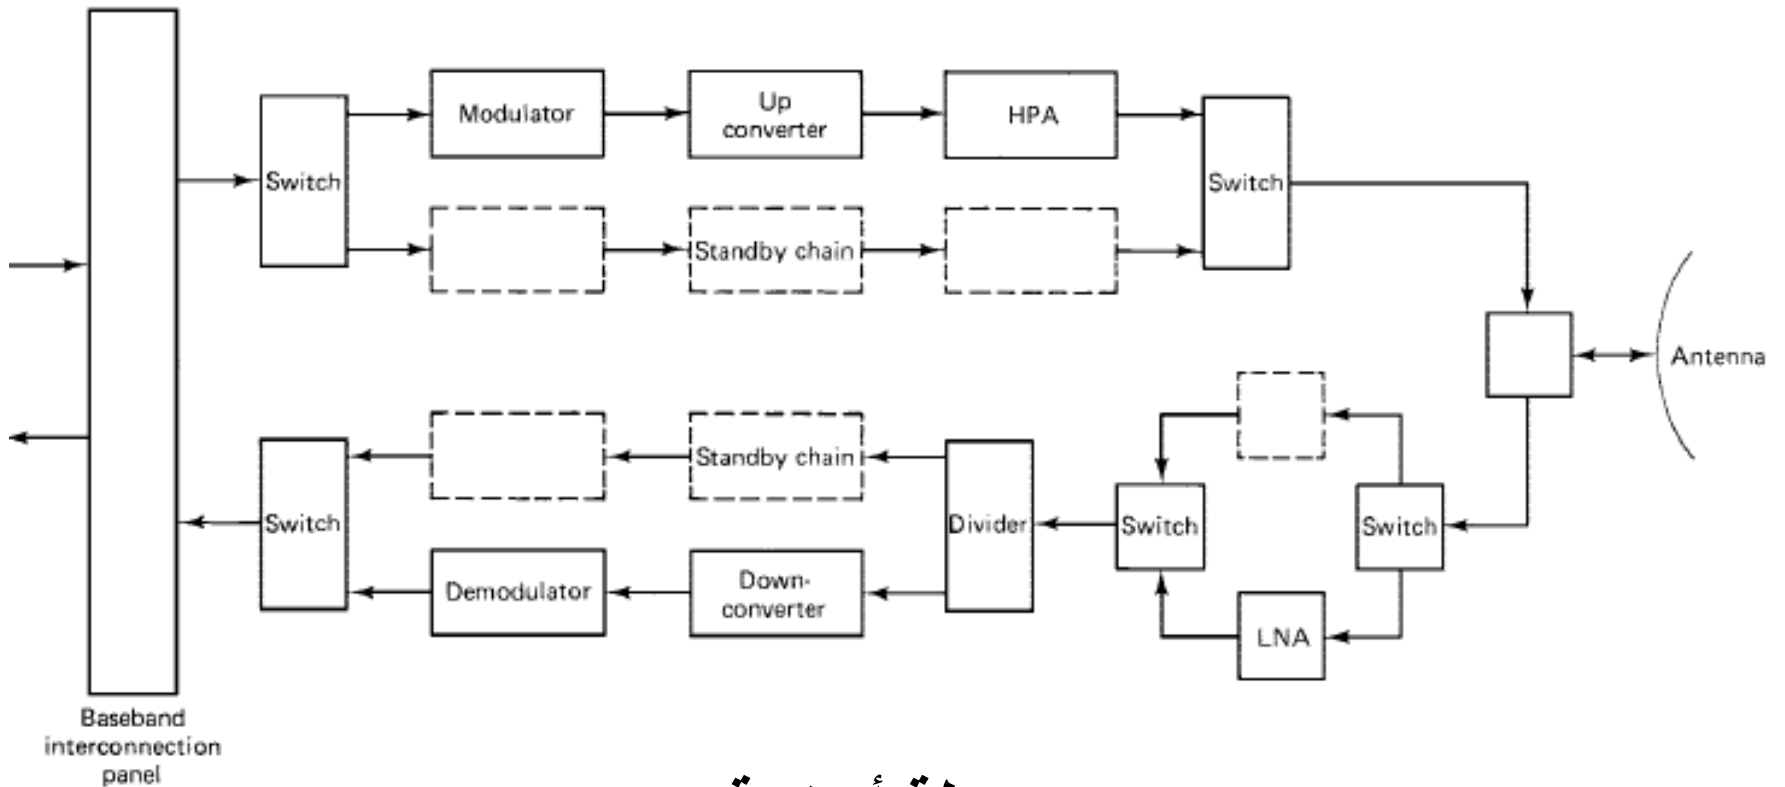 Modulator
Up
converter
HPA
Switch
Switch
Standby chain
Antenna
Standby chain
Switch
Divider
Switch
Switch
Demodulator
Down-
converter
LNA
Baseband
interconnection
panel